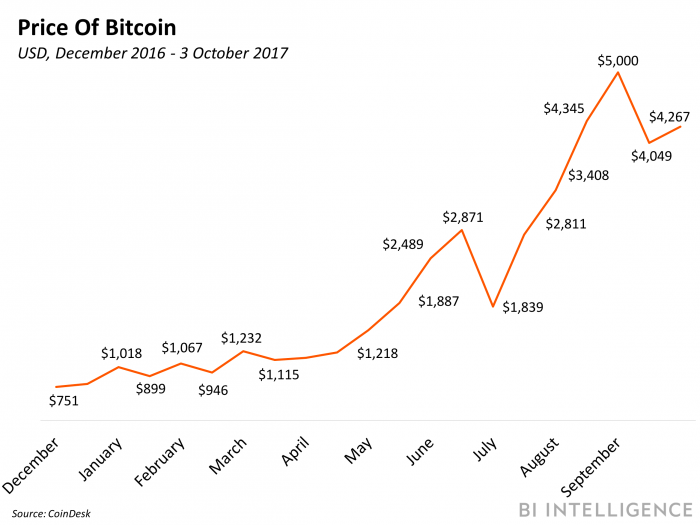 Price Of Bitcoin
USD, December 2016 - 3 October 2017
$5,000
$4,345
$4,267
$4,049
$3,408
$2,871
$2,811
$2,489
$1,887
$1,839
$1,232
$1,218
$1,067
$1,018
$1,115
$899
$946
$751
December
January
February
March
April
May
June
July
August
September
Source: CoinDesk
BI INTELLIGENCE